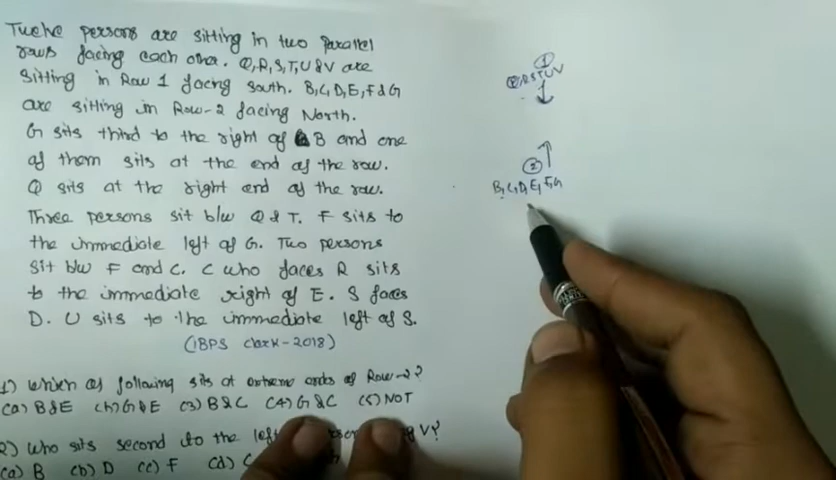 Twelve persons are sitting in two parallel
rows facing each other. Q,R,S,T,U & V are
sitting in Row 1 facing South. B,C,D,E,F & G
are sitting in Row-2 facing North.
G sits third to the right of B and one
of them sits at the end of the row.
Q sits at the right end of the row.
Three persons sit b/w Q & T. F sits to
the immediate left of G. Two persons
sit b/w F and C. C who faces R sits
to the immediate right of E. S faces
D. U sits to the immediate left of S.
(IBPS Clerk-2018)
1) Which of following sits at extreme ends of Row-2?
(a) B & E (b) G & E (3) B & C (4) G & C (5) NOT
2) Who sits second to the left V?
(a) B (b) D (c) F (d) C
1
Q,R,S,T,U,V
2
B,C,D,E,F,G